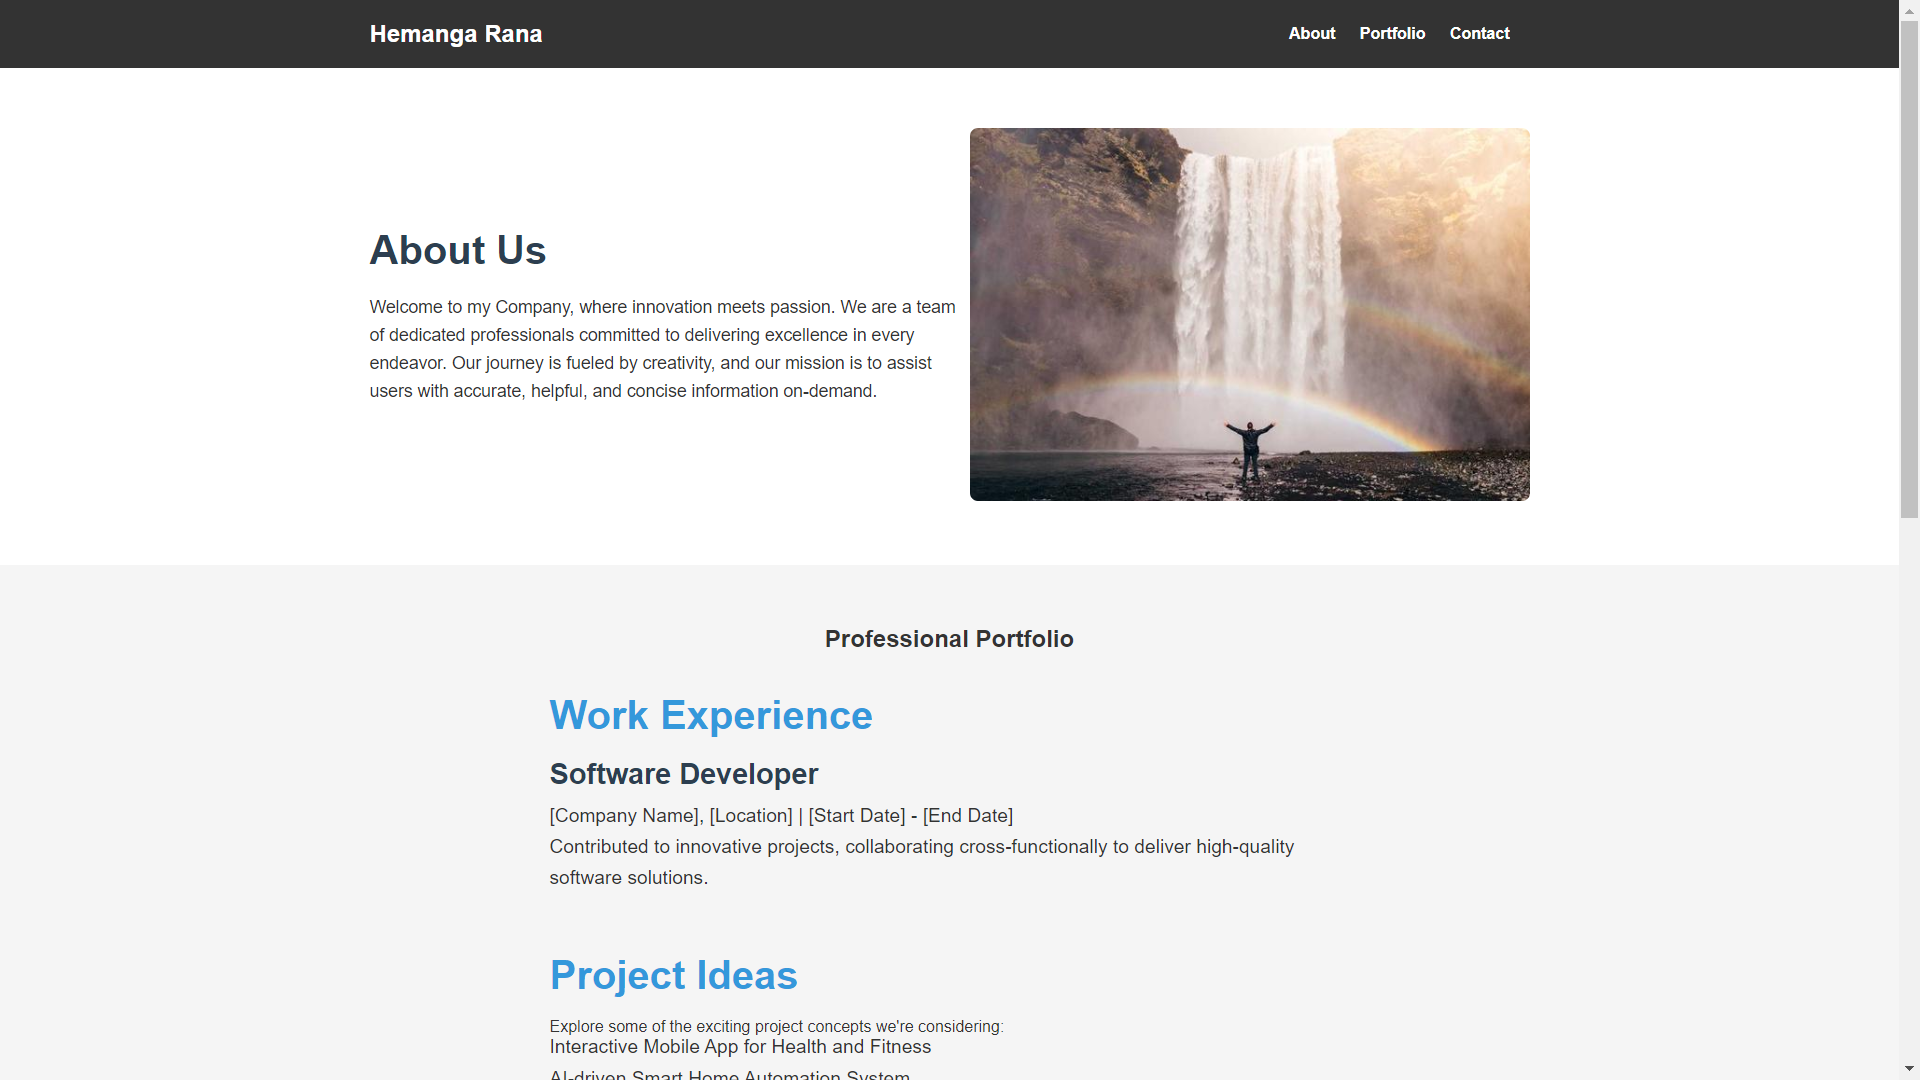 Hemanga Rana
About Portfolio Contact
About Us
Welcome to my Company, where innovation meets passion. We are a team
of dedicated professionals committed to delivering excellence in every
endeavor. Our journey is fueled by creativity, and our mission is to assist
users with accurate, helpful, and concise information on-demand.
Professional Portfolio
Work Experience
Software Developer
[Company Name], [Location] | [Start Date] - [End Date]
Contributed to innovative projects, collaborating cross-functionally to deliver high-quality
software solutions.
Project Ideas
Explore some of the exciting project concepts we're considering:
Interactive Mobile App for Health and Fitness
AI-driven Smart Home Automation System